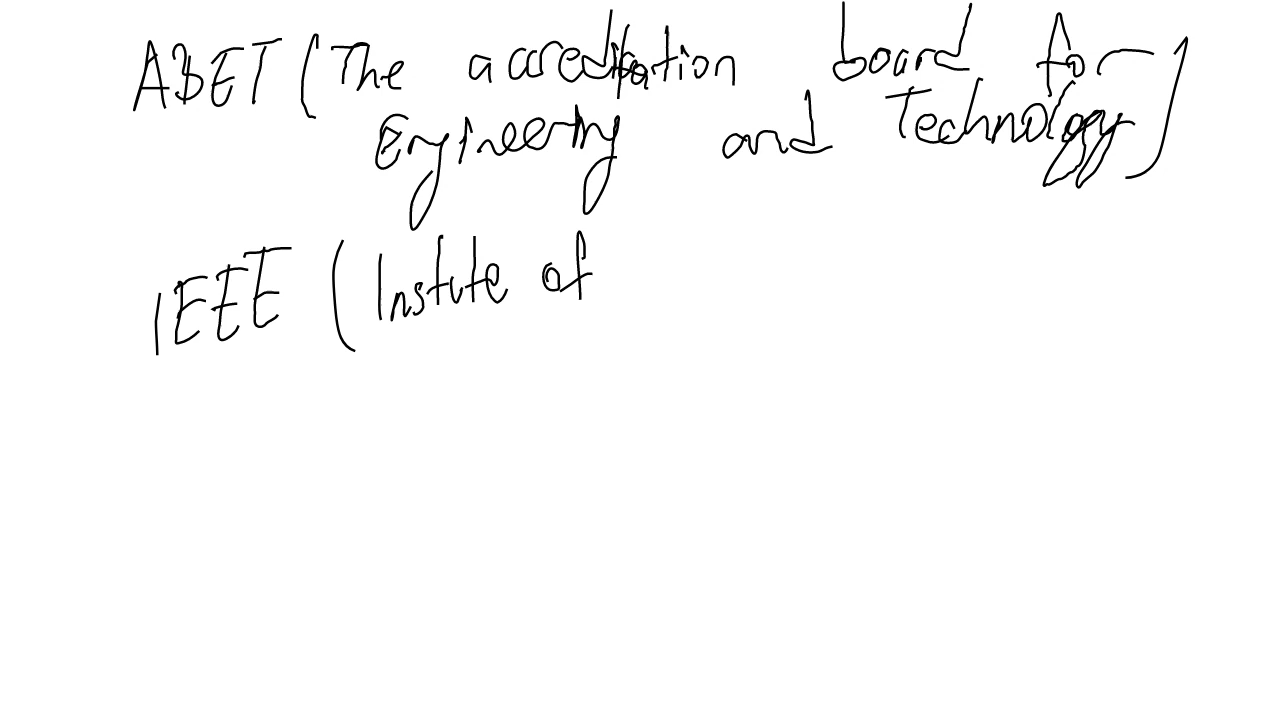 ABET (The accreditation board for
Engineering and Technology)
IEEE (Instute of